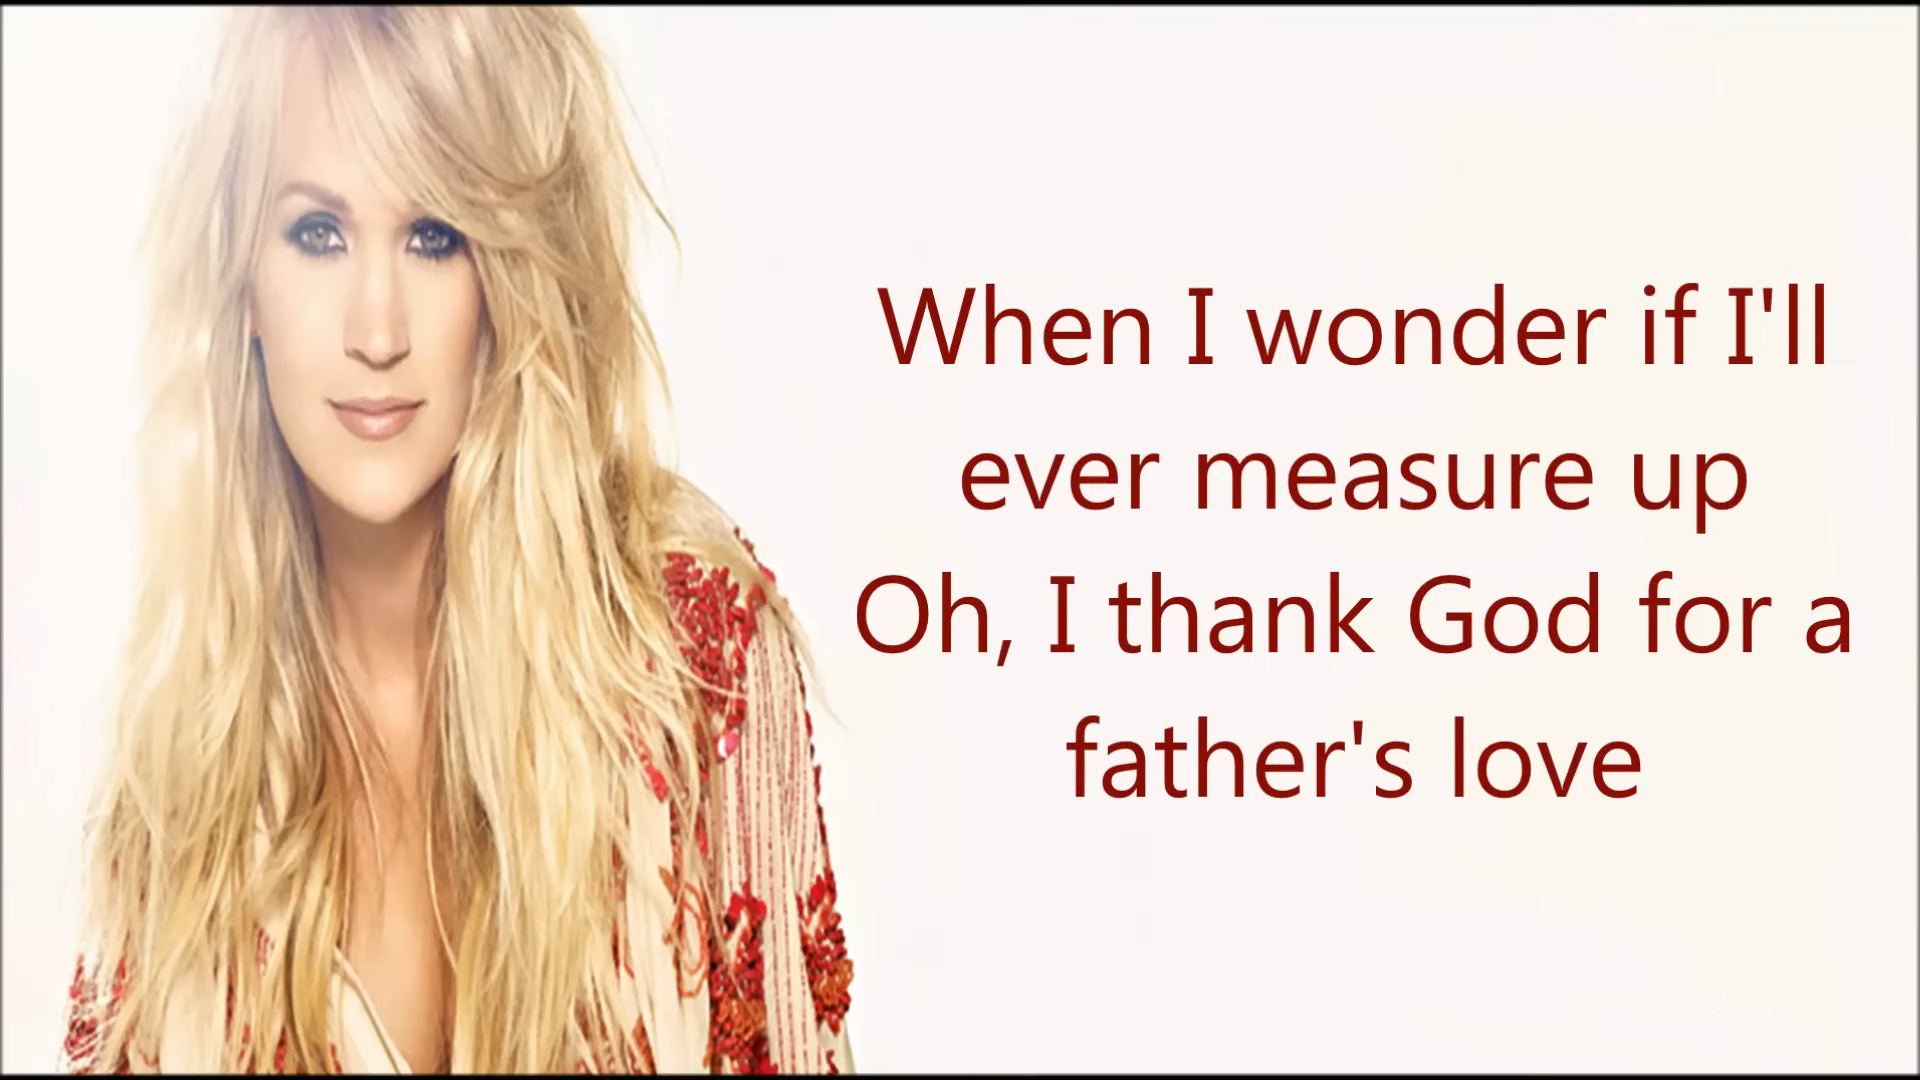 When I wonder if I'll
ever measure up
Oh, I thank God for a
father's love